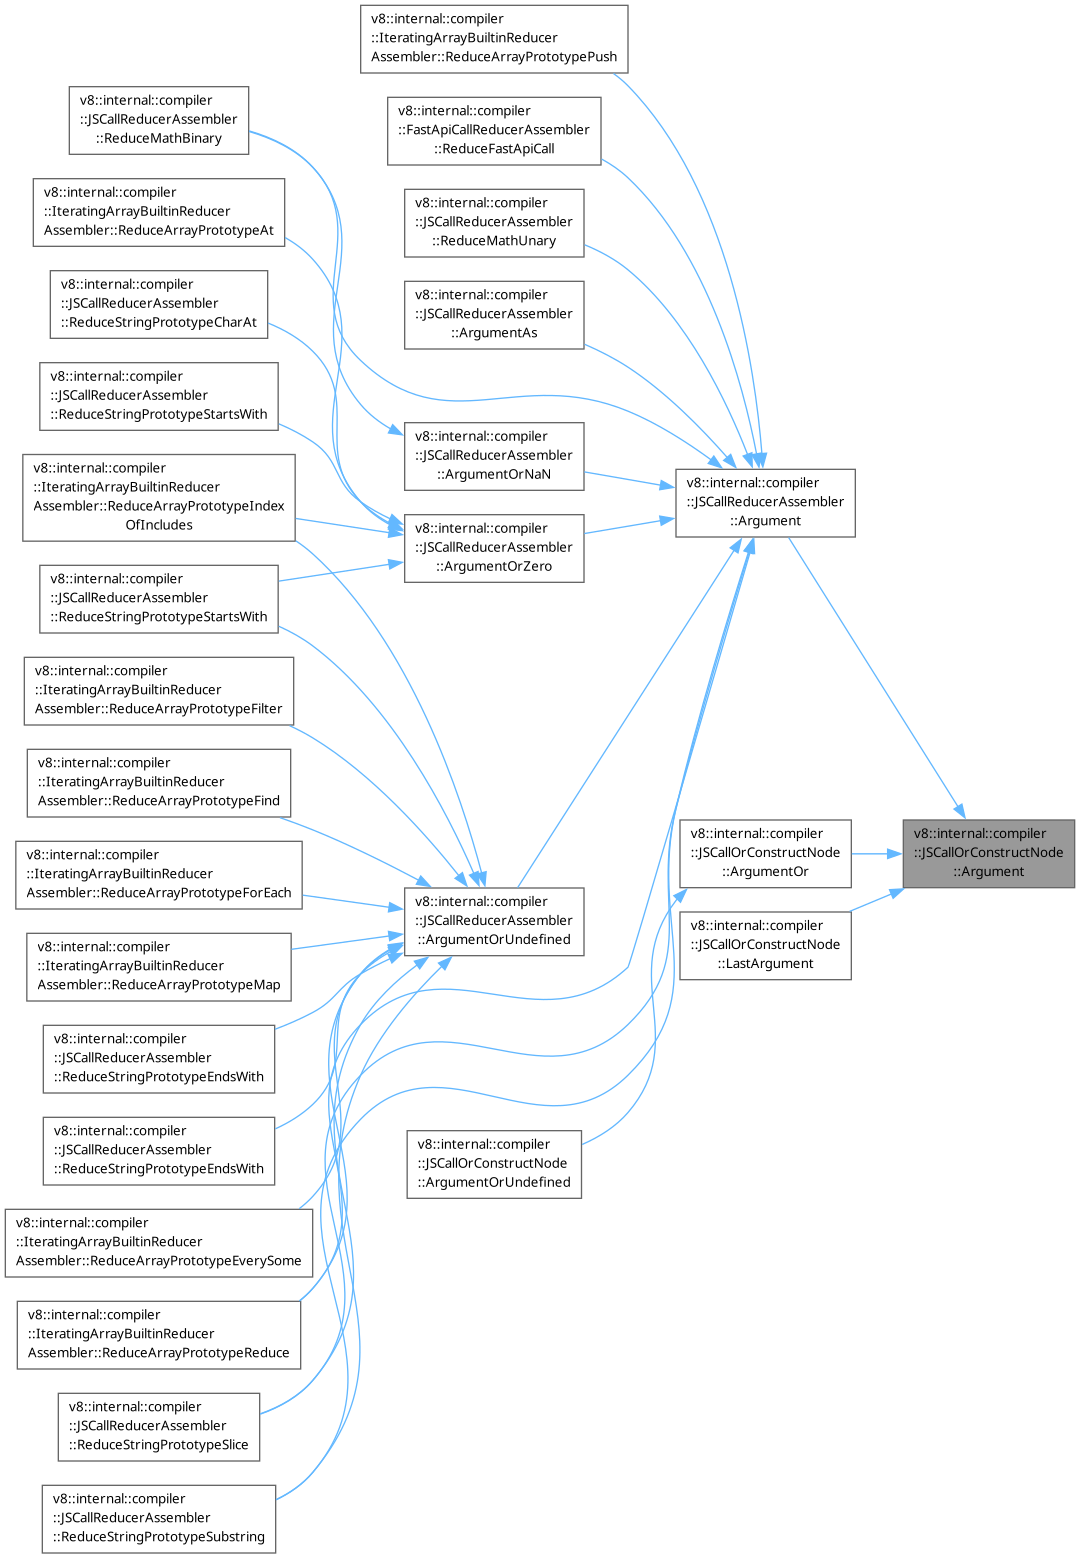 v8::internal::compiler
::IteratingArrayBuiltinReducer
Assembler::ReduceArrayPrototypePush
v8::internal::compiler
::JSCallReducerAssembler
::ReduceMathBinary
v8::internal::compiler
::FastApiCallReducerAssembler
::ReduceFastApiCall
v8::internal::compiler
::IteratingArrayBuiltinReducer
Assembler::ReduceArrayPrototypeAt
v8::internal::compiler
::JSCallReducerAssembler
::ReduceMathUnary
v8::internal::compiler
::JSCallReducerAssembler
::ReduceStringPrototypeCharAt
v8::internal::compiler
::JSCallReducerAssembler
::ArgumentAs
v8::internal::compiler
::JSCallReducerAssembler
::ReduceStringPrototypeStartsWith
v8::internal::compiler
::JSCallReducerAssembler
::ArgumentOrNaN
v8::internal::compiler
::IteratingArrayBuiltinReducer
Assembler::ReduceArrayPrototypeIndex
OfIncludes
v8::internal::compiler
::JSCallReducerAssembler
::Argument
v8::internal::compiler
::JSCallReducerAssembler
::ArgumentOrZero
v8::internal::compiler
::JSCallReducerAssembler
::ReduceStringPrototypeStartsWith
v8::internal::compiler
::IteratingArrayBuiltinReducer
Assembler::ReduceArrayPrototypeFilter
v8::internal::compiler
::IteratingArrayBuiltinReducer
Assembler::ReduceArrayPrototypeFind
v8::internal::compiler
::JSCallOrConstructNode
::ArgumentOr
v8::internal::compiler
::JSCallOrConstructNode
::Argument
v8::internal::compiler
::IteratingArrayBuiltinReducer
Assembler::ReduceArrayPrototypeForEach
v8::internal::compiler
::JSCallReducerAssembler
::ArgumentOrUndefined
v8::internal::compiler
::JSCallOrConstructNode
::LastArgument
v8::internal::compiler
::IteratingArrayBuiltinReducer
Assembler::ReduceArrayPrototypeMap
v8::internal::compiler
::JSCallReducerAssembler
::ReduceStringPrototypeEndsWith
v8::internal::compiler
::JSCallReducerAssembler
::ReduceStringPrototypeEndsWith
v8::internal::compiler
::JSCallOrConstructNode
::ArgumentOrUndefined
v8::internal::compiler
::IteratingArrayBuiltinReducer
Assembler::ReduceArrayPrototypeEverySome
v8::internal::compiler
::IteratingArrayBuiltinReducer
Assembler::ReduceArrayPrototypeReduce
v8::internal::compiler
::JSCallReducerAssembler
::ReduceStringPrototypeSlice
v8::internal::compiler
::JSCallReducerAssembler
::ReduceStringPrototypeSubstring